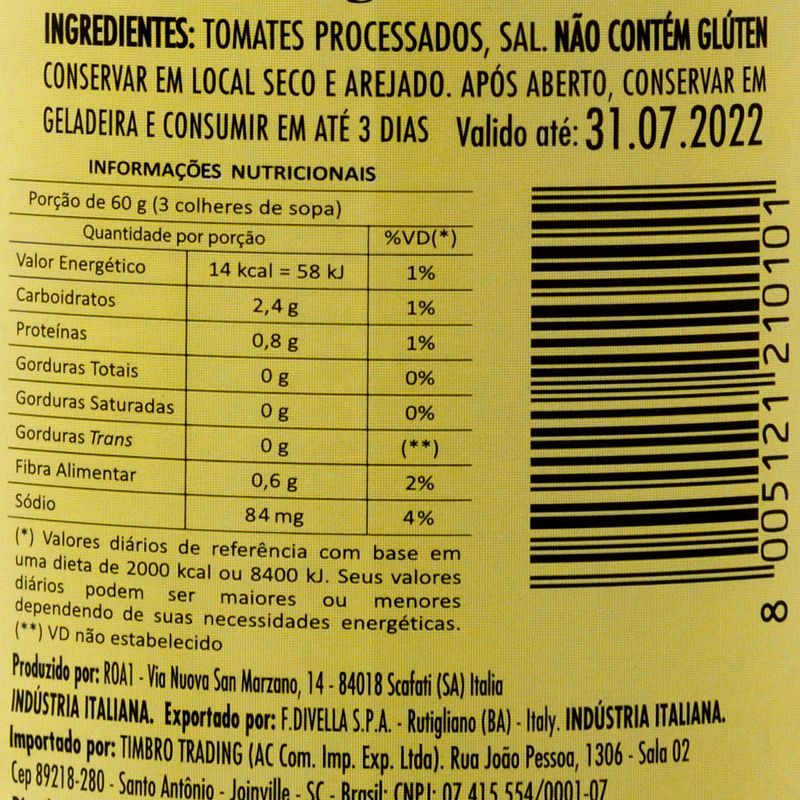 INGREDIENTES: TOMATES PROCESSADOS, SAL. NÃO CONTÉM GLÚTEN
CONSERVAR EM LOCAL SECO E AREJADO. APÓS ABERTO, CONSERVAR EM
GELADEIRA E CONSUMIR EM ATÉ 3 DIAS Valido até: 31.07.2022
INFORMAÇÕES NUTRICIONAIS
Porção de 60 g (3 colheres de sopa)
Quantidade por porção %VD(*)
Valor Energético 14 kcal = 58 kJ 1%
Carboidratos 2,4 g 1%
Proteínas 0,8 g 1%
Gorduras Totais 0 g 0%
Gorduras Saturadas 0 g 0%
Gorduras Trans 0 g (**)
Fibra Alimentar 0,6 g 2%
Sódio 84 mg 4%
(*) Valores diários de referência com base em
uma dieta de 2000 kcal ou 8400 kJ. Seus valores
diários podem ser maiores ou menores
dependendo de suas necessidades energéticas.
(**) VD não estabelecido
8 005121 210101
Produzido por: ROA1 - Via Nuova San Marzano, 14 - 84018 Scafati (SA) Italia
INDÚSTRIA ITALIANA. Exportado por: F.DIVELLA S.P.A. - Rutigliano (BA) - Italy. INDÚSTRIA ITALIANA.
Importado por: TIMBRO TRADING (AC Com. Imp. Exp. Ltda). Rua João Pessoa, 1306 - Sala 02
Cep 89218-280 - Santo Antônio - Joinville - SC - Brasil: CNPJ: 07.415.554/0001-07